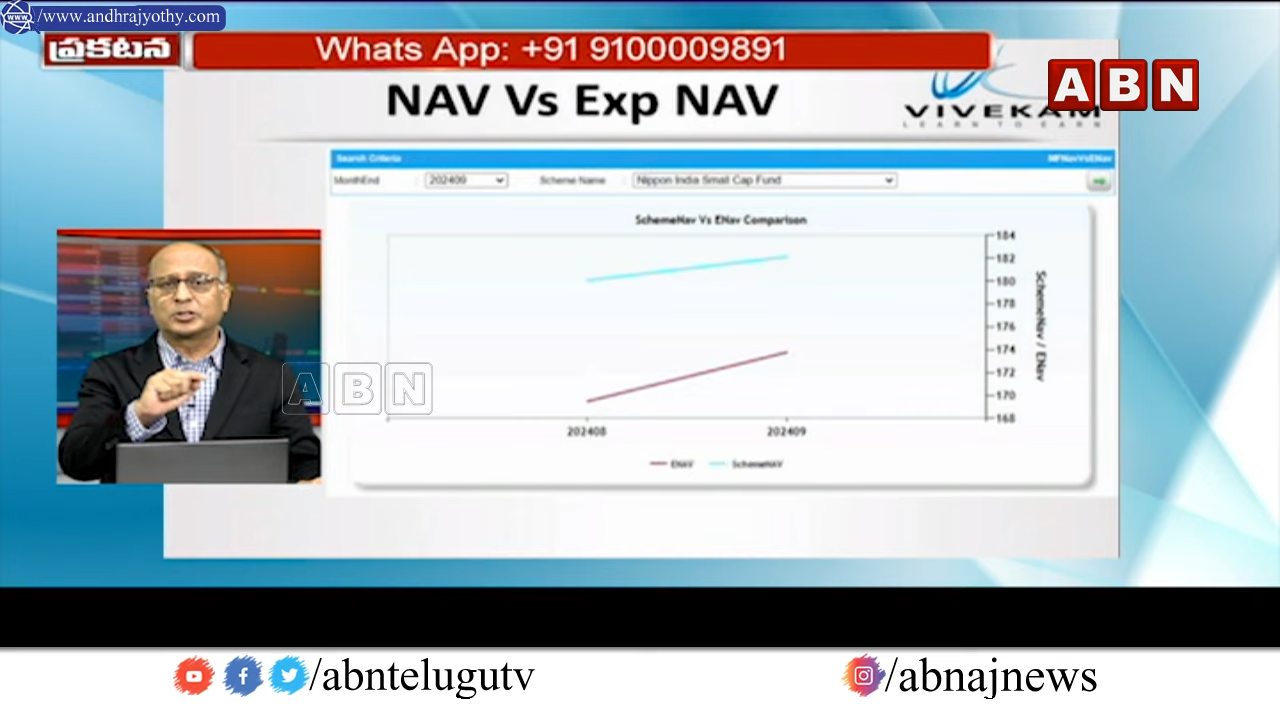 www./www.andhrajyothy.com
ప్రకటన
Whats App: +91 9100009891
ABN
NAV Vs Exp NAV
VIVEKAM
LEARN TO EARN
Search Criteria
MFNavVsENav
MonthEnd : 202409 Scheme Name : Nippon India Small Cap Fund
SchemeNav Vs ENav Comparison
184
182
180
178
176
174
172
170
168
SchemeNav / ENav
202408 202409
ENAV SchemeNAV
ABN
/abntelugutv
/abnajnews